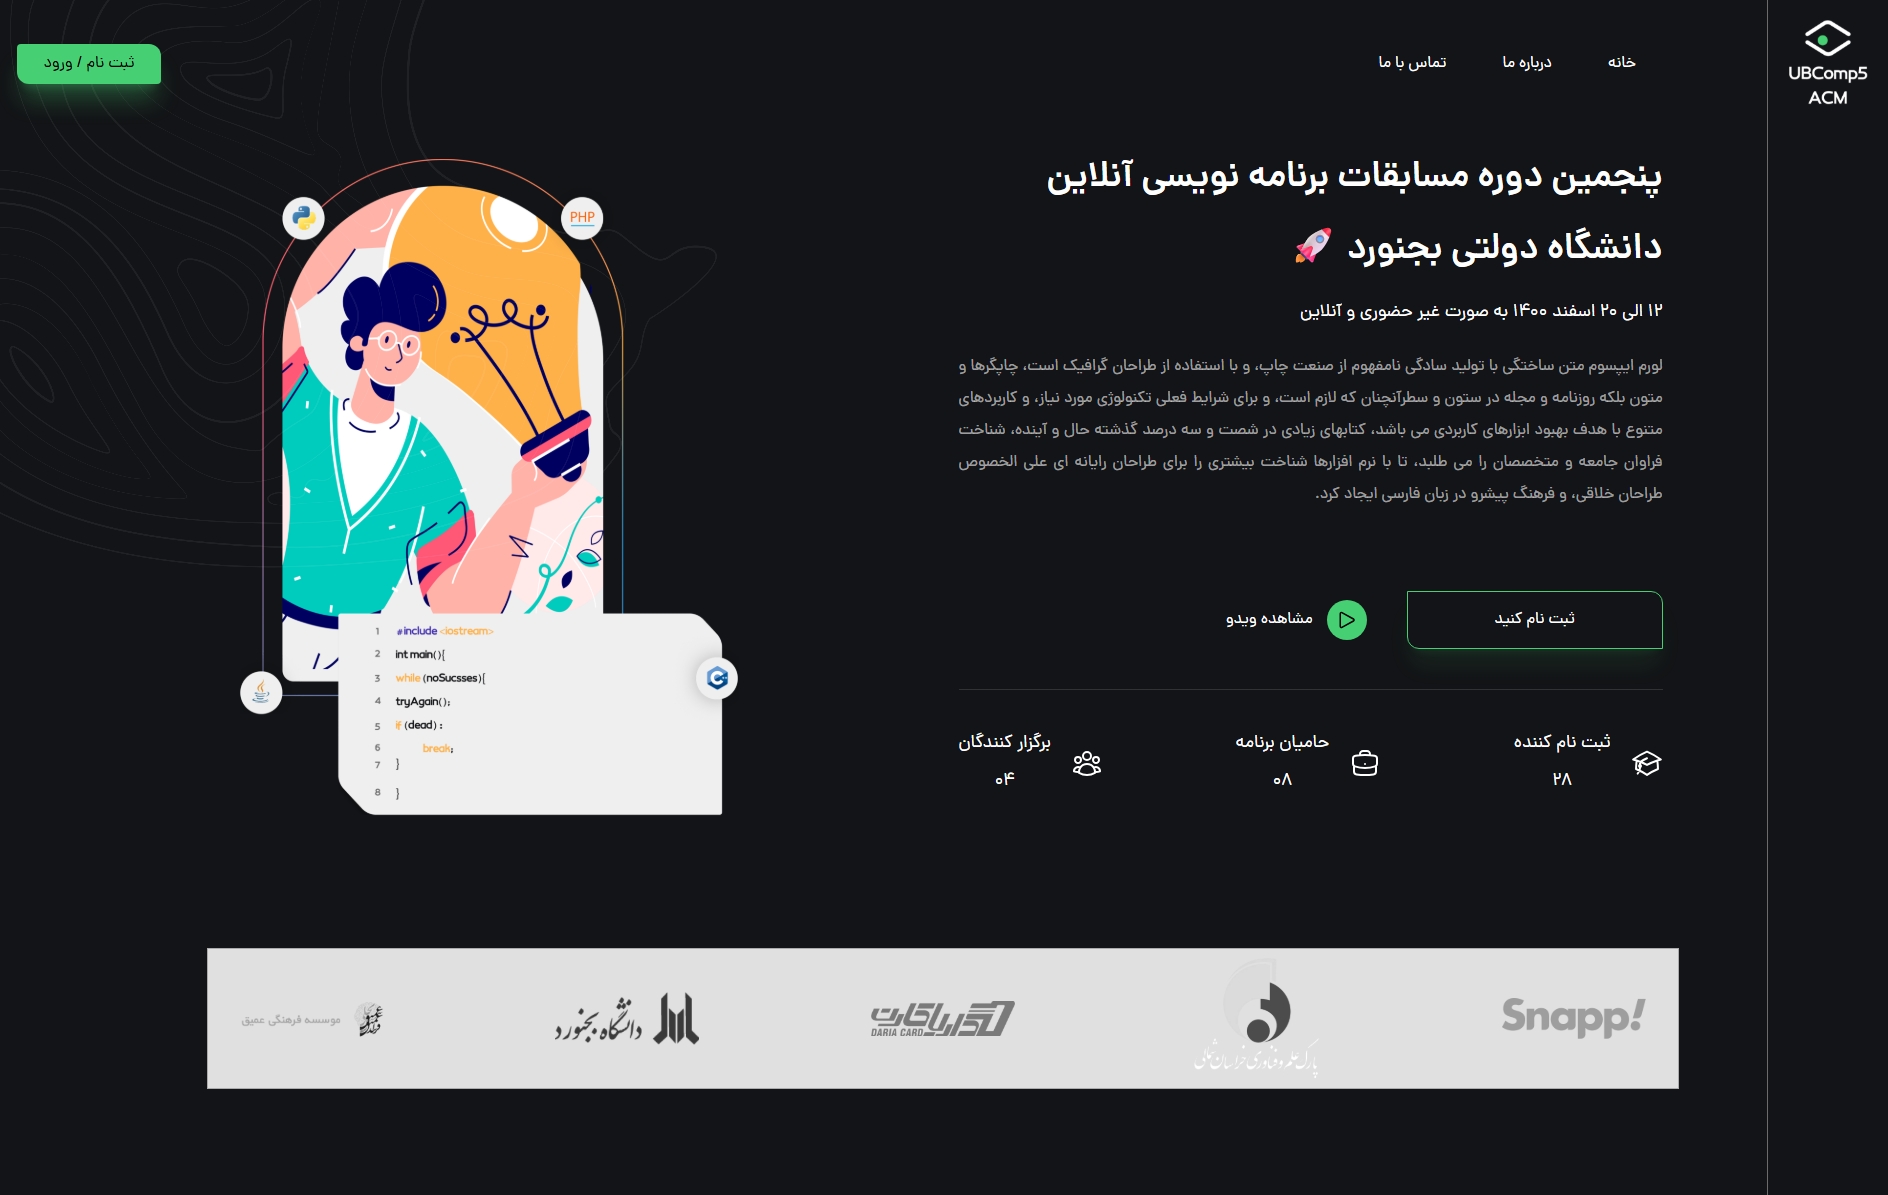 UBComp5
ACM
خانه
درباره ما
تماس با ما
ثبت نام / ورود
پنجمین دوره مسابقات برنامه نویسی آنلاین
دانشگاه دولتی بجنورد 🚀
۱۲ الی ۲۰ اسفند ۱۴۰۰ به صورت غیر حضوری و آنلاین
لورم ایپسوم متن ساختگی با تولید سادگی نامفهوم از صنعت چاپ، و با استفاده از طراحان گرافیک است، چاپگرها و
متون بلکه روزنامه و مجله در ستون و سطرآنچنان که لازم است، و برای شرایط فعلی تکنولوژی مورد نیاز، و کاربردهای
متنوع با هدف بهبود ابزارهای کاربردی می باشد، کتابهای زیادی در شصت و سه درصد گذشته حال و آینده، شناخت
فراوان جامعه و متخصصان را می طلبد، تا با نرم افزارها شناخت بیشتری را برای طراحان رایانه ای علی الخصوص
طراحان خلاقی، و فرهنگ پیشرو در زبان فارسی ایجاد کرد.
ثبت نام کنید
مشاهده ویدو
ثبت نام کننده
۲۸
حامیان برنامه
۰۸
برگزار کنندگان
۰۴
PHP
1 #include <iostream>
2 int main(){
3 while (noSucsses){
4 tryAgain();
5 if (dead) :
6 break;
7 }
8 }
Snapp!
پارک علم و فناوری خراسان شمالی
داریاکارت
DARIA CARD
دانشگاه بجنورد
موسسه فرهنگی عمیق